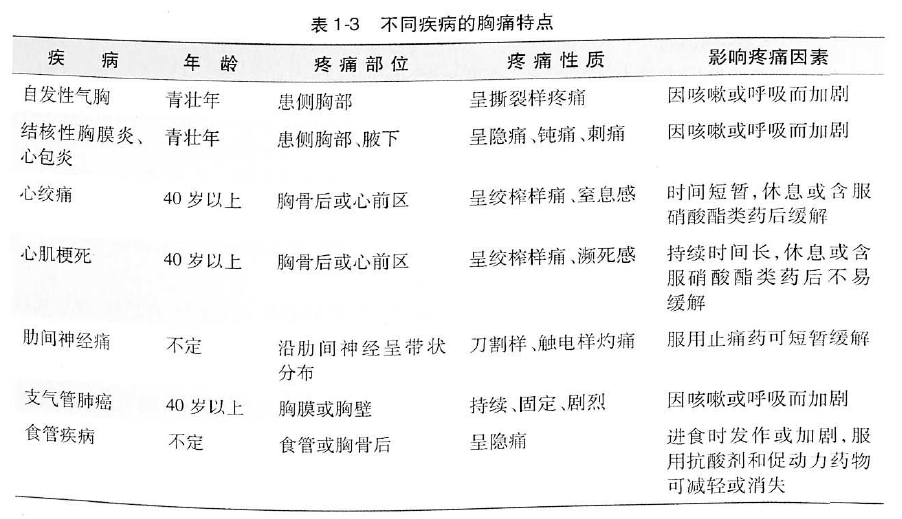 表1-3 不同疾病的胸痛特点
疾 病 年 龄 疼痛部位 疼痛性质 影响疼痛因素
自发性气胸 青壮年 患侧胸部 呈撕裂样疼痛 因咳嗽或呼吸而加剧
结核性胸膜炎、 青壮年 患侧胸部、腋下 呈隐痛、钝痛、刺痛 因咳嗽或呼吸而加剧
心包炎
心绞痛 40岁以上 胸骨后或心前区 呈绞榨样痛、窒息感 时间短暂,休息或含服
硝酸酯类药后缓解
心肌梗死 40岁以上 胸骨后或心前区 呈绞榨样痛、濒死感 持续时间长,休息或含
服硝酸酯类药后不易
缓解
肋间神经痛 不定 沿肋间神经呈带状 刀割样、触电样灼痛 服用止痛药可短暂缓解
分布
支气管肺癌 40岁以上 胸膜或胸壁 持续、固定、剧烈 因咳嗽或呼吸而加剧
食管疾病 不定 食管或胸骨后 呈隐痛 进食时发作或加剧,服
用抗酸剂和促动力药物
可减轻或消失